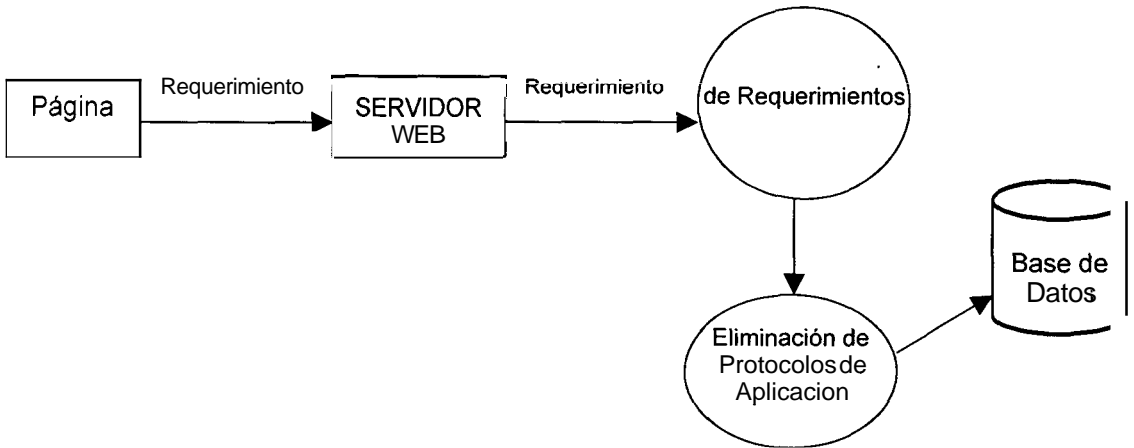 Página
Requerimiento
SERVIDOR
WEB
Requerimiento
de Requerimientos
Base de
Datos
Eliminación de
Protocolos de
Aplicacion